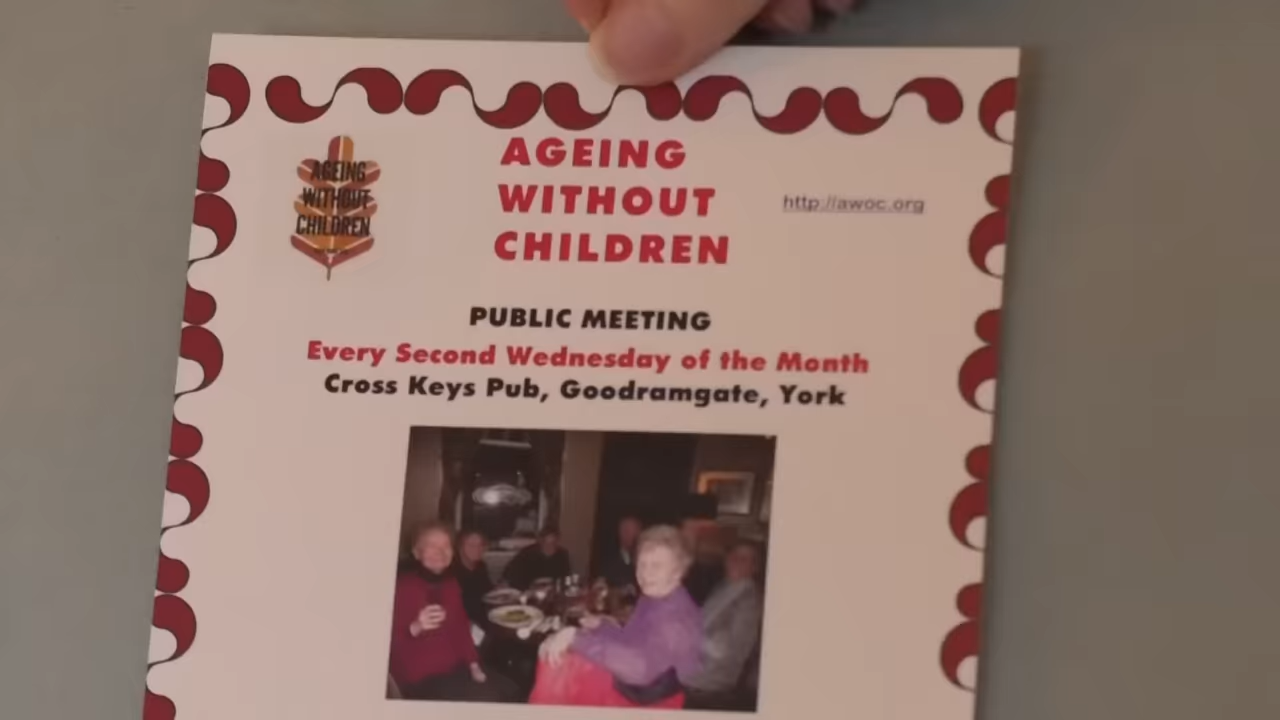 AGEING
WITHOUT
CHILDREN
AGEING
WITHOUT
CHILDREN
http://awoc.org
PUBLIC MEETING
Every Second Wednesday of the Month
Cross Keys Pub, Goodramgate, York